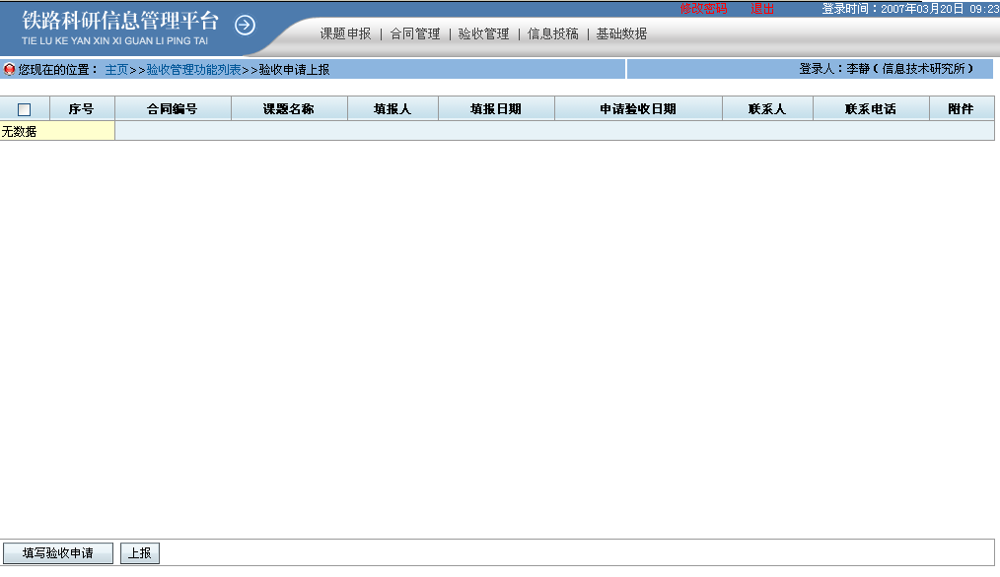 修改密码 退出 登录时间：2007年03月20日 09:23
铁路科研信息管理平台
TIE LU KE YAN XIN XI GUAN LI PING TAI
课题申报 | 合同管理 | 验收管理 | 信息投稿 | 基础数据
您现在的位置： 主页>>验收管理功能列表>>验收申请上报 登录人：李静（信息技术研究所）
序号 合同编号 课题名称 填报人 填报日期 申请验收日期 联系人 联系电话 附件
无数据
填写验收申请 上报